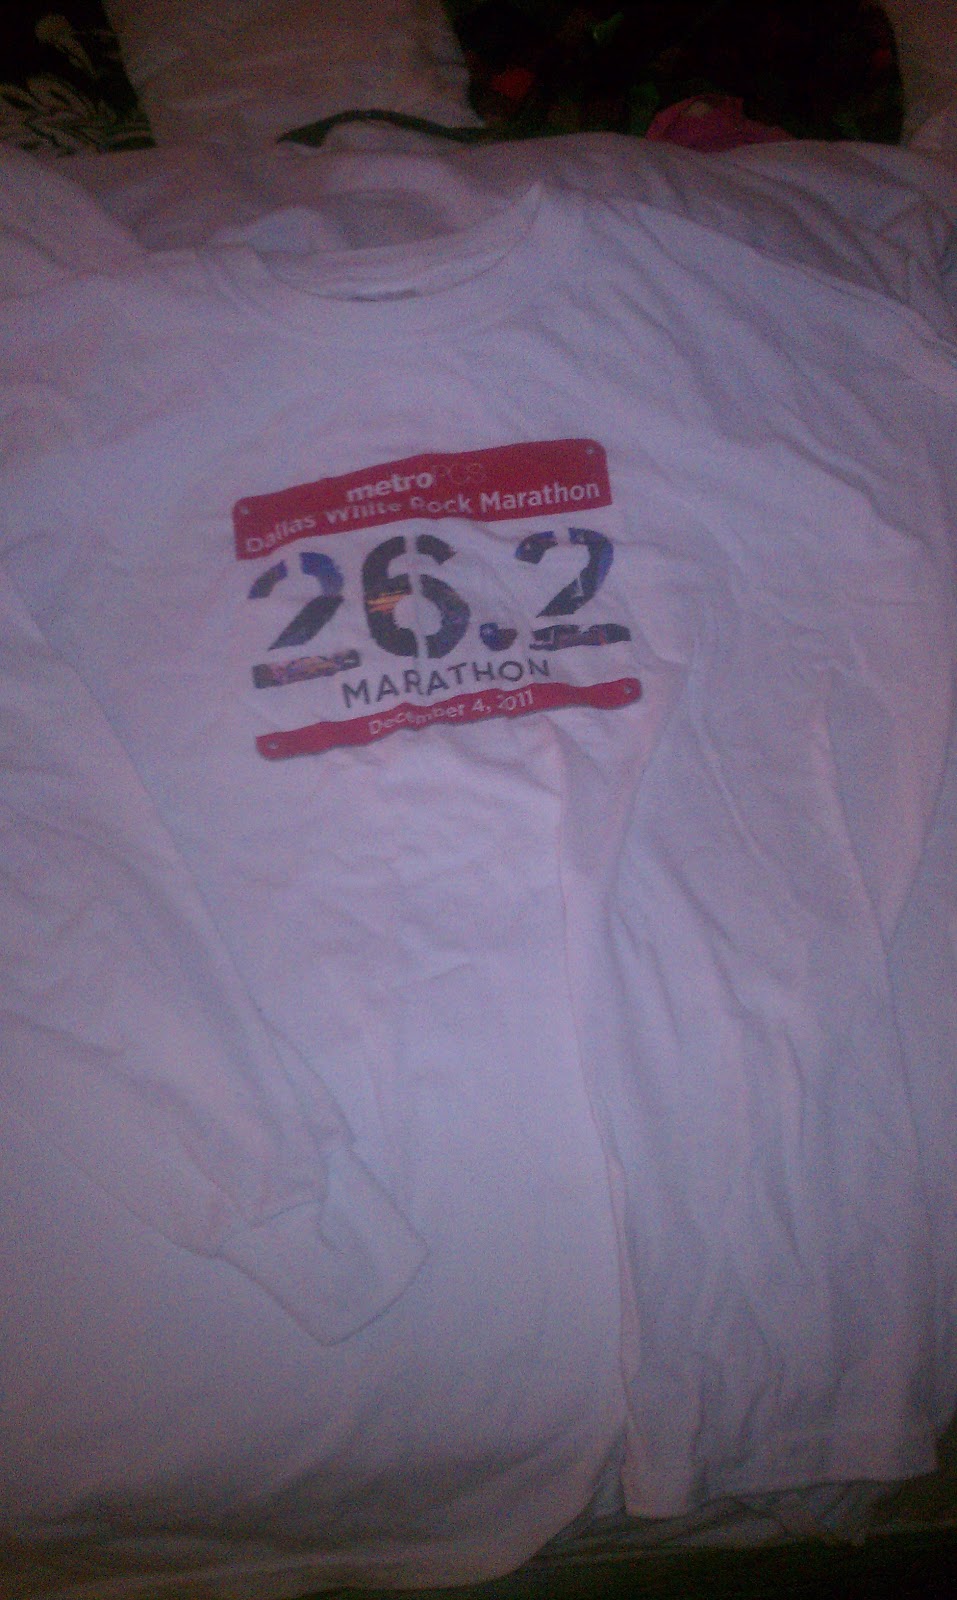 metroPCS
Dallas White Rock Marathon
26.2
MARATHON
December 4, 2011